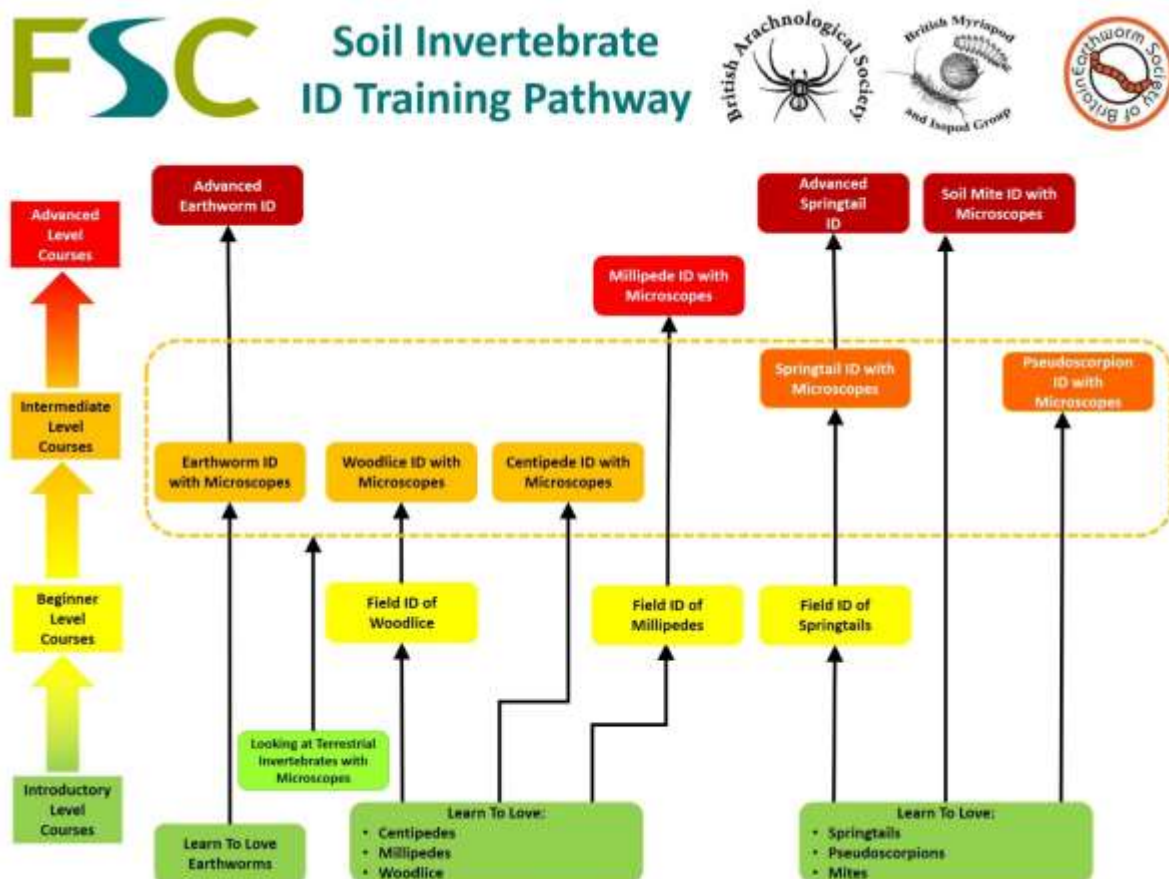 FSC
Soil Invertebrate
ID Training Pathway
British Arachnological Society
British Myriapod
and Isopod Group
Earthworm Society of Britain
Advanced
Level
Courses
Intermediate
Level
Courses
Beginner
Level
Courses
Introductory
Level
Courses
Advanced
Earthworm ID
Advanced
Springtail
ID
Soil Mite ID with
Microscopes
Millipede ID with
Microscopes
Springtail ID with
Microscopes
Pseudoscorpion
ID with
Microscopes
Earthworm ID
with Microscopes
Woodlice ID with
Microscopes
Centipede ID with
Microscopes
Field ID of
Woodlice
Field ID of
Millipedes
Field ID of
Springtails
Looking at Terrestrial
Invertebrates with
Microscopes
Learn To Love
Earthworms
Learn To Love:
• Centipedes
• Millipedes
• Woodlice
Learn To Love:
• Springtails
• Pseudoscorpions
• Mites